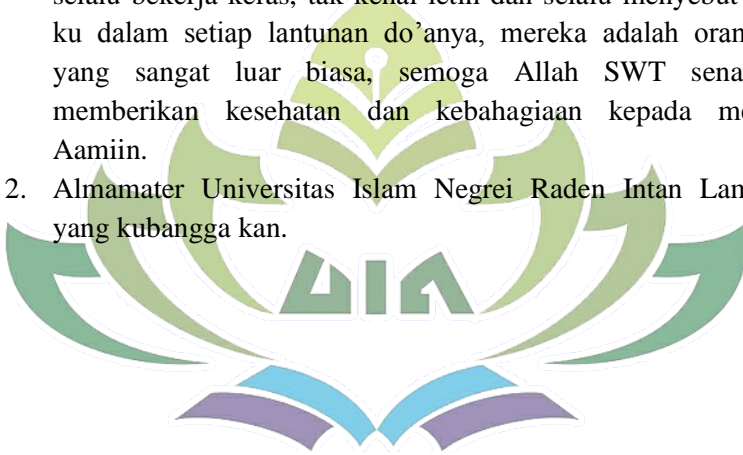 selalu bekerja keras, tak kenal letih dan selalu menyebut
ku dalam setiap lantunan do’anya, mereka adalah oran
yang sangat luar biasa, semoga Allah SWT sena
memberikan kesehatan dan kebahagiaan kepada me
Aamiin.
2. Almamater Universitas Islam Negrei Raden Intan Lan
yang kubangga kan.
UIN